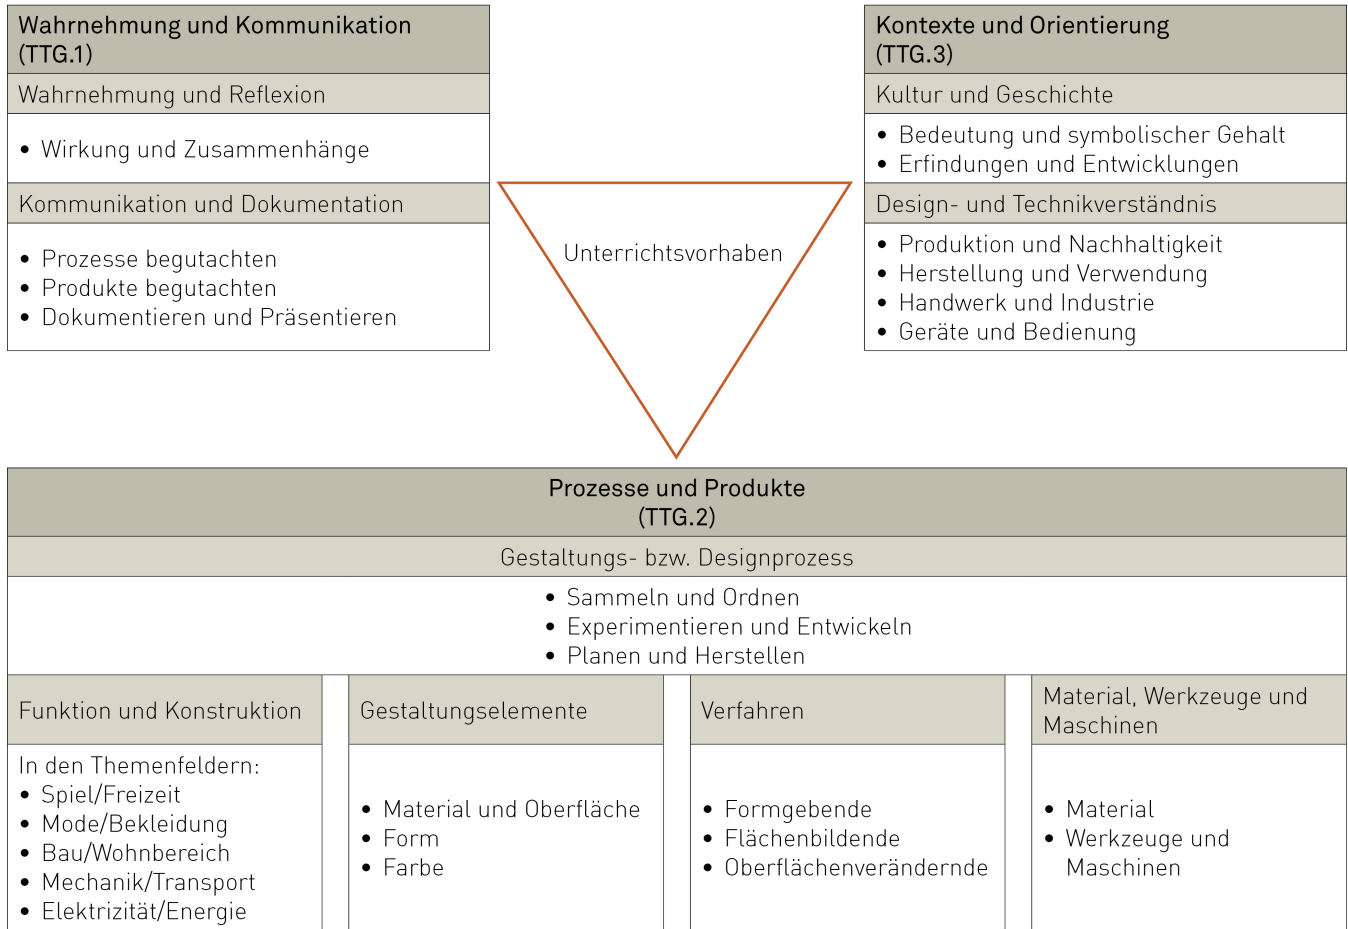 Wahrnehmung und Kommunikation
(TTG.1)
Wahrnehmung und Reflexion
• Wirkung und Zusammenhänge
Kommunikation und Dokumentation
• Prozesse begutachten
• Produkte begutachten
• Dokumentieren und Präsentieren
Unterrichtsvorhaben
Kontexte und Orientierung
(TTG.3)
Kultur und Geschichte
• Bedeutung und symbolischer Gehalt
• Erfindungen und Entwicklungen
Design- und Technikverständnis
• Produktion und Nachhaltigkeit
• Herstellung und Verwendung
• Handwerk und Industrie
• Geräte und Bedienung
Prozesse und Produkte
(TTG.2)
Gestaltungs- bzw. Designprozess
• Sammeln und Ordnen
• Experimentieren und Entwickeln
• Planen und Herstellen
Funktion und Konstruktion
In den Themenfeldern:
• Spiel/Freizeit
• Mode/Bekleidung
• Bau/Wohnbereich
• Mechanik/Transport
• Elektrizität/Energie
Gestaltungselemente
• Material und Oberfläche
• Form
• Farbe
Verfahren
• Formgebende
• Flächenbildende
• Oberflächenverändernde
Material, Werkzeuge und
Maschinen
• Material
• Werkzeuge und
Maschinen